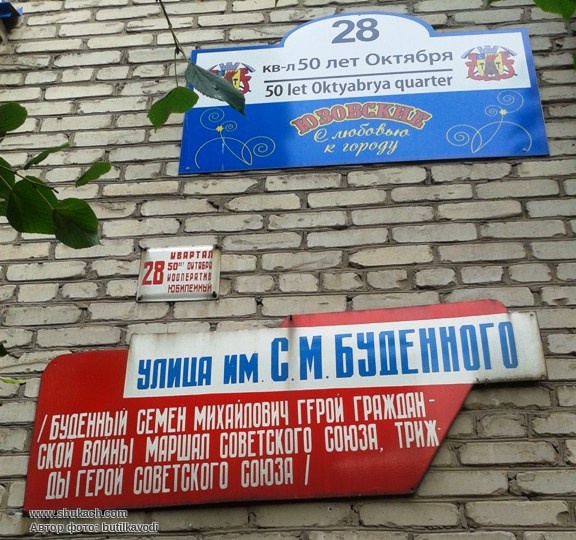 28
кв-л 50 лет Октября
50 let Oktyabrya quarter
ЮЗОВСКИЕ
С любовью
к городу
28
КВАРТАЛ
50 ЛЕТ ОКТЯБРЯ
КООПЕРАТИВ
ЮБИЛЕЙНЫЙ
УЛИЦА ИМ. С. М. БУДЕННОГО
/ БУДЕННЫЙ СЕМЕН МИХАЙЛОВИЧ ГЕРОЙ ГРАЖДАН-
СКОЙ ВОЙНЫ МАРШАЛ СОВЕТСКОГО СОЮЗА, ТРИЖ-
ДЫ ГЕРОЙ СОВЕТСКОГО СОЮЗА /
www.shukach.com
Автор фото: butilkavodi